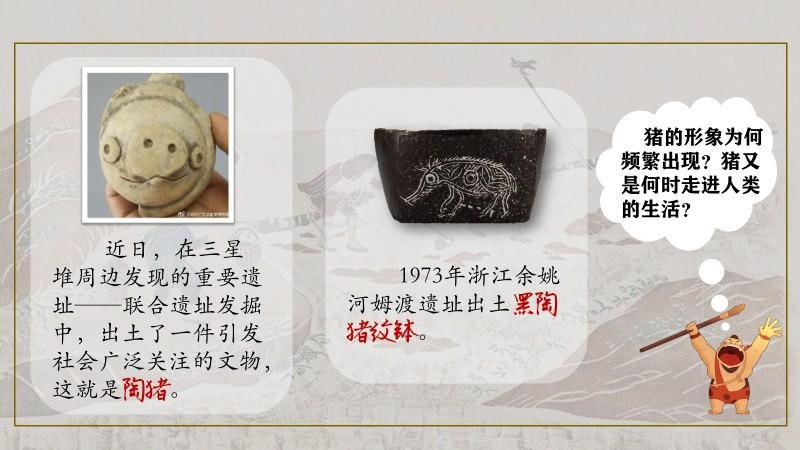 近日，在三星
堆周边发现的重要遗
址——联合遗址发掘
中，出土了一件引发
社会广泛关注的文物，
这就是陶猪。
1973年浙江余姚
河姆渡遗址出土黑陶
猪纹钵。
猪的形象为何
频繁出现？猪又
是何时走进人类
的生活？